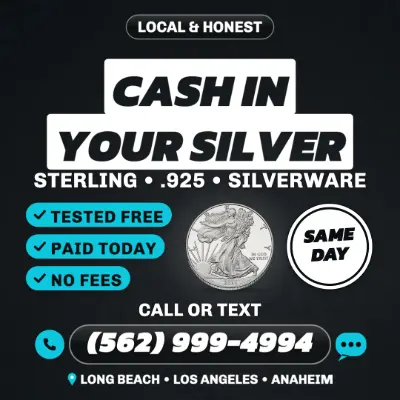 LOCAL & HONEST
CASH IN
YOUR SILVER
STERLING • .925 • SILVERWARE
TESTED FREE
PAID TODAY
NO FEES
SAME
DAY
CALL OR TEXT
(562) 999-4994
LONG BEACH • LOS ANGELES • ANAHEIM